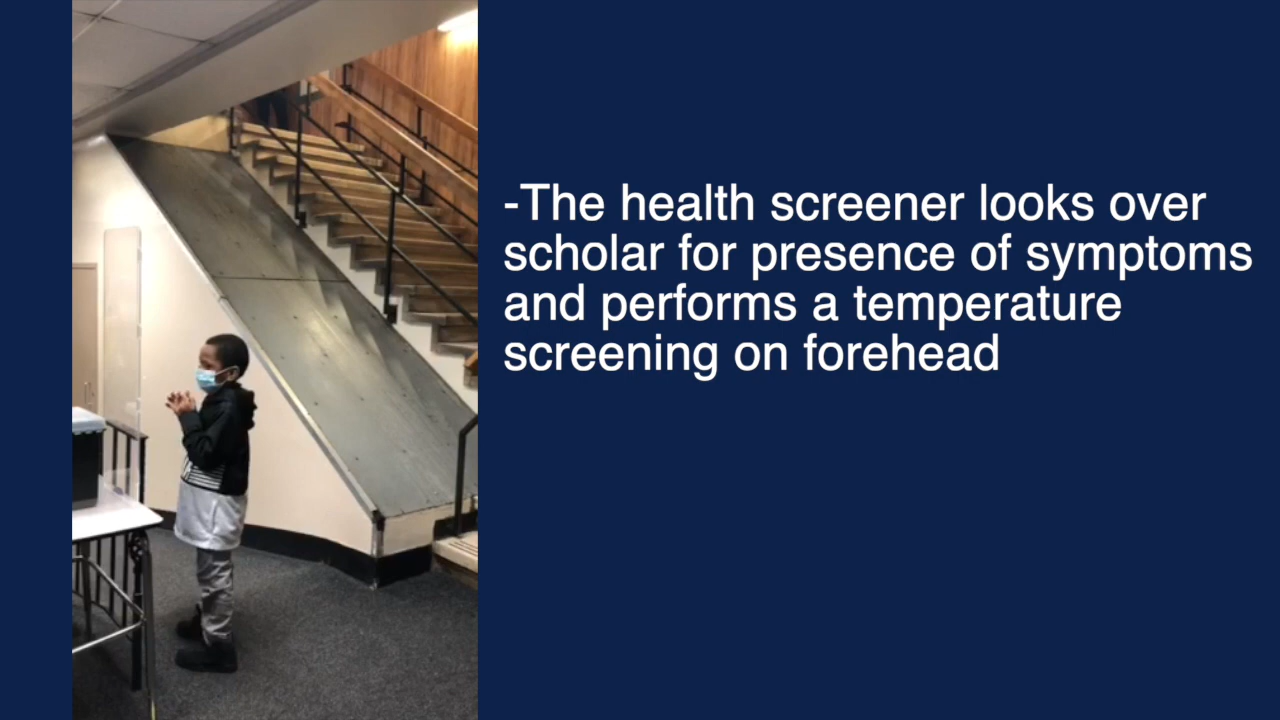 -The health screener looks over
scholar for presence of symptoms
and performs a temperature
screening on forehead